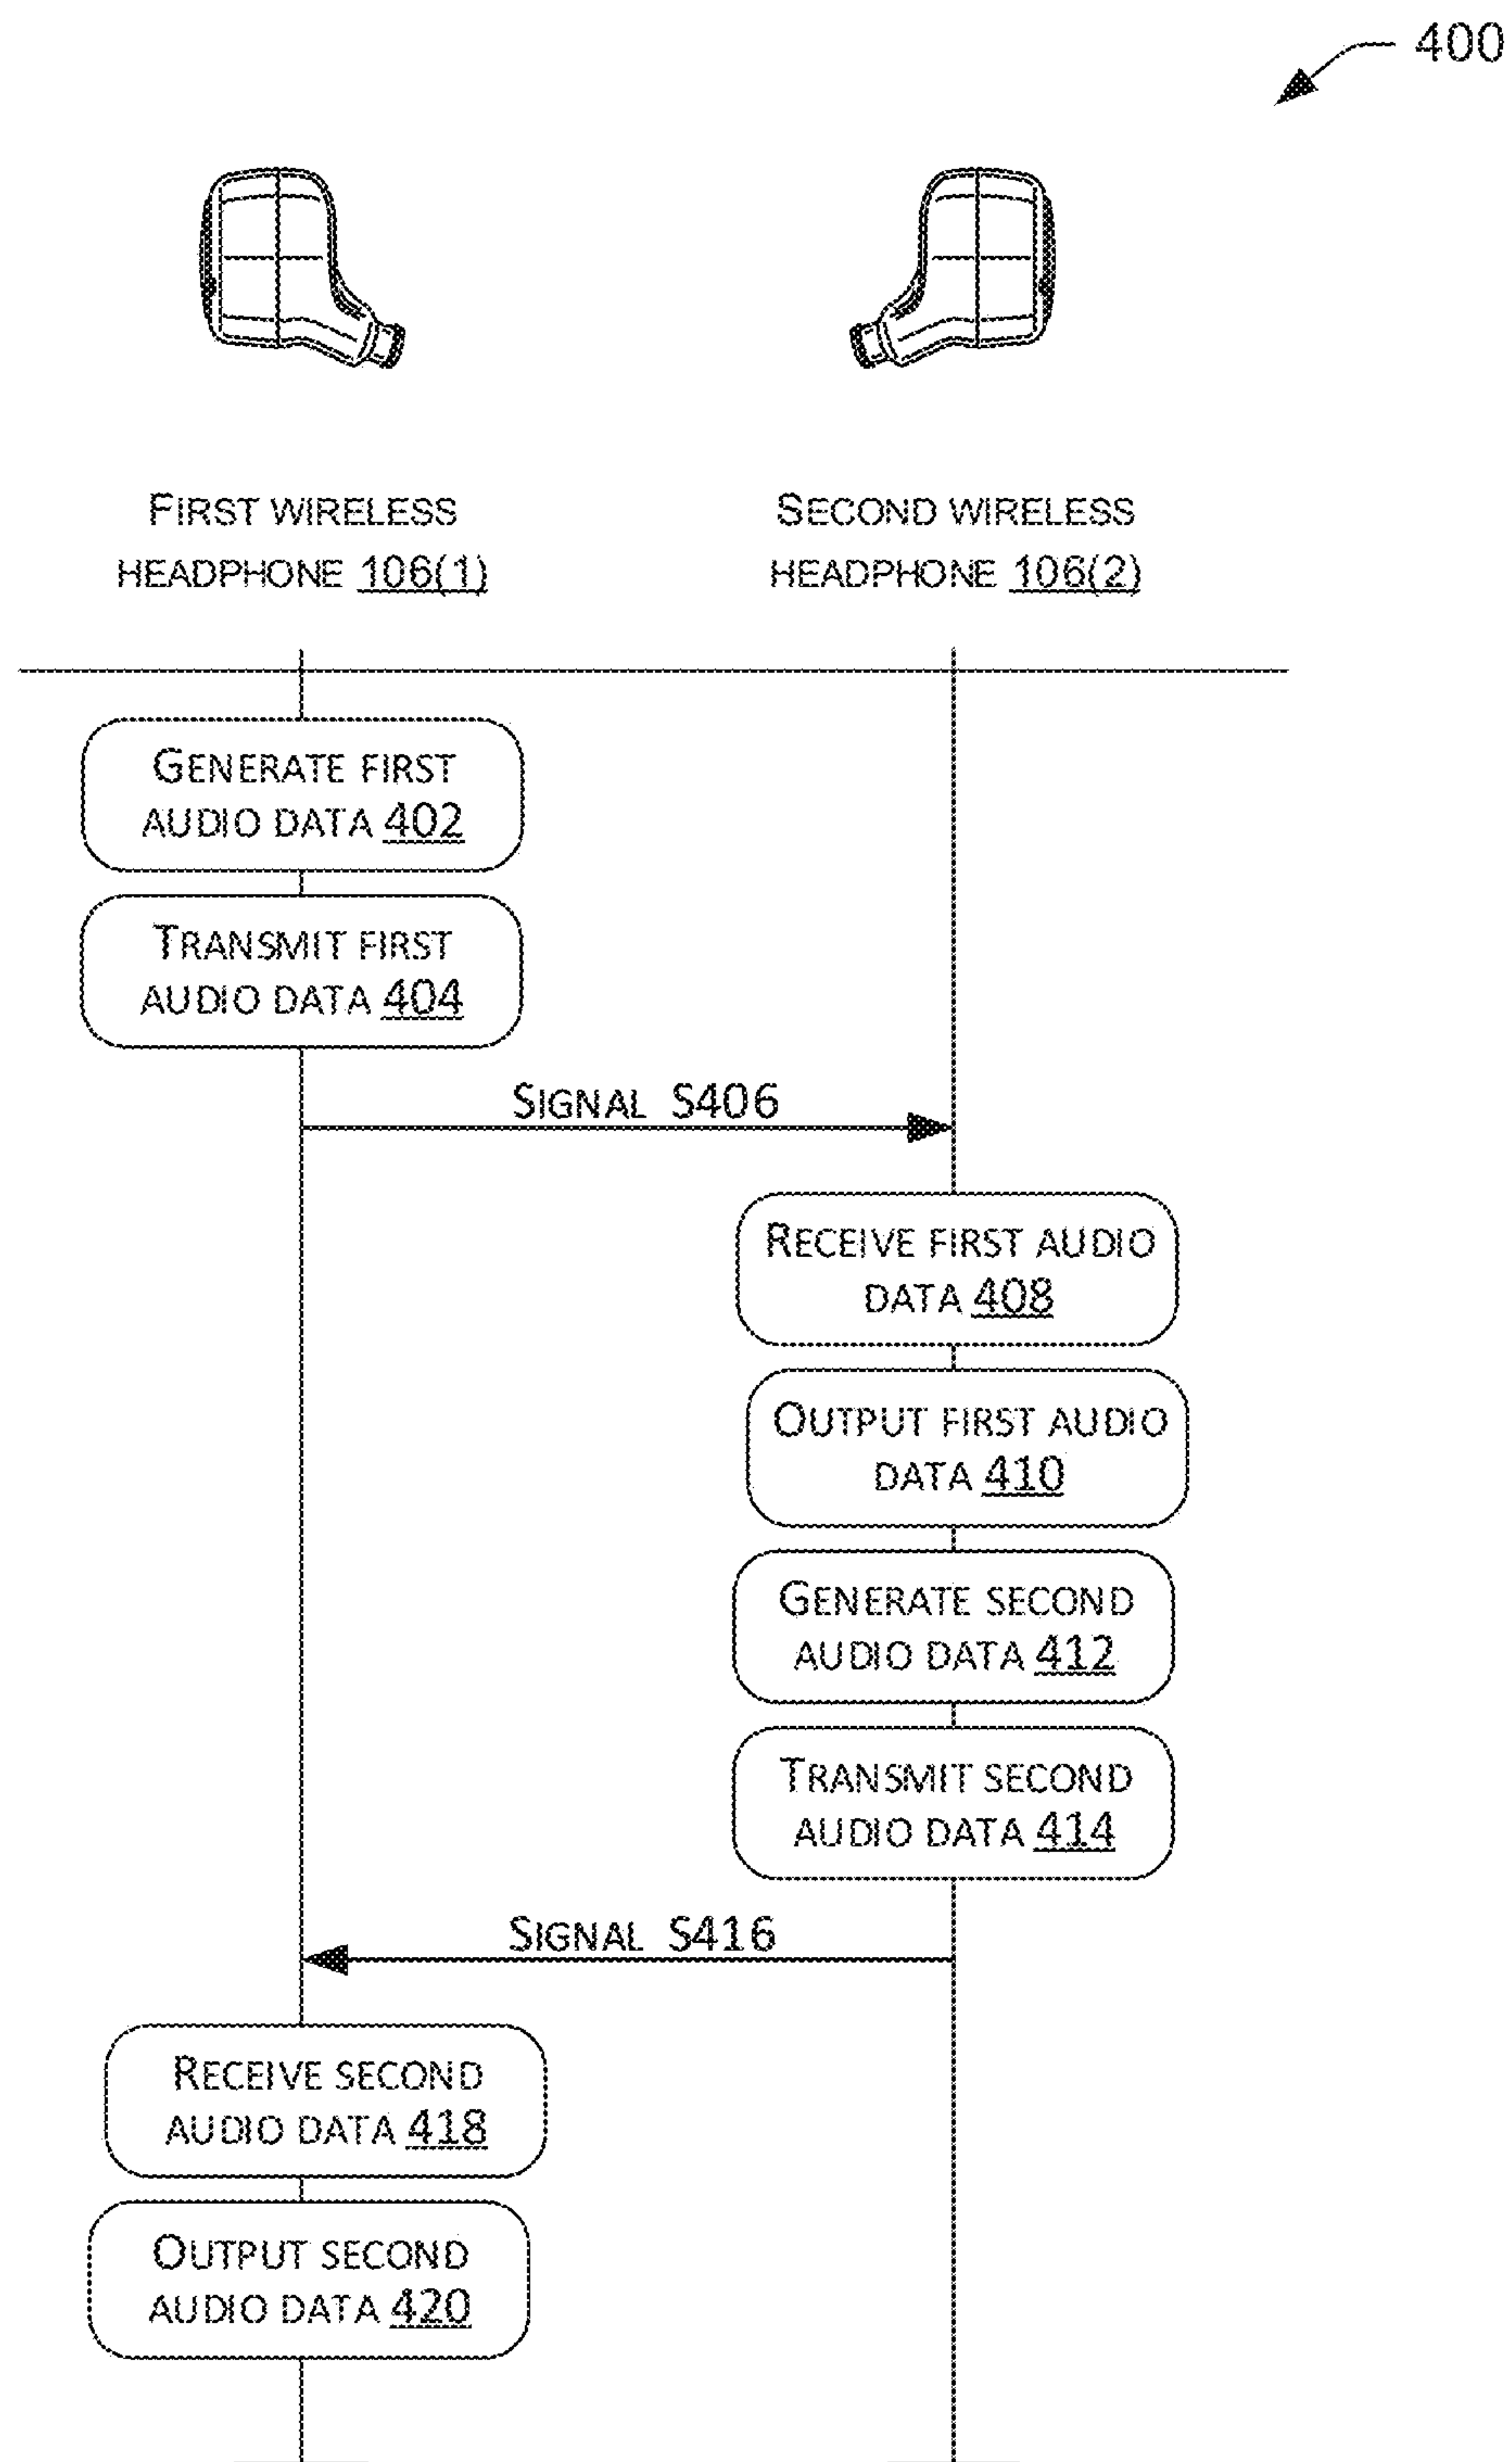 400
FIRST WIRELESS
HEADPHONE 106(1)
SECOND WIRELESS
HEADPHONE 106(2)
GENERATE FIRST
AUDIO DATA 402
TRANSMIT FIRST
AUDIO DATA 404
SIGNAL S406
RECEIVE FIRST AUDIO
DATA 408
OUTPUT FIRST AUDIO
DATA 410
GENERATE SECOND
AUDIO DATA 412
TRANSMIT SECOND
AUDIO DATA 414
SIGNAL S416
RECEIVE SECOND
AUDIO DATA 418
OUTPUT SECOND
AUDIO DATA 420